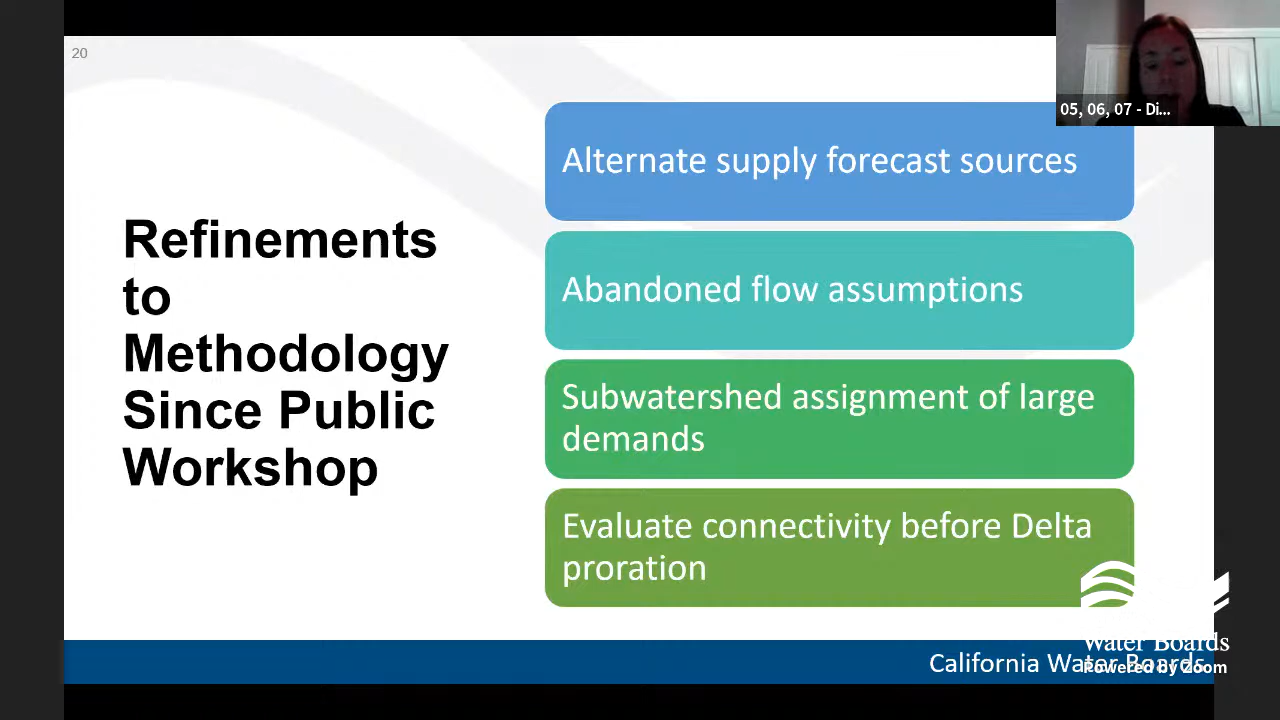 20
05, 06, 07 - Di...
Refinements
to
Methodology
Since Public
Workshop
Alternate supply forecast sources
Abandoned flow assumptions
Subwatershed assignment of large
demands
Evaluate connectivity before Delta
proration
Water Boards
California Water Boards
Powered by Zoom